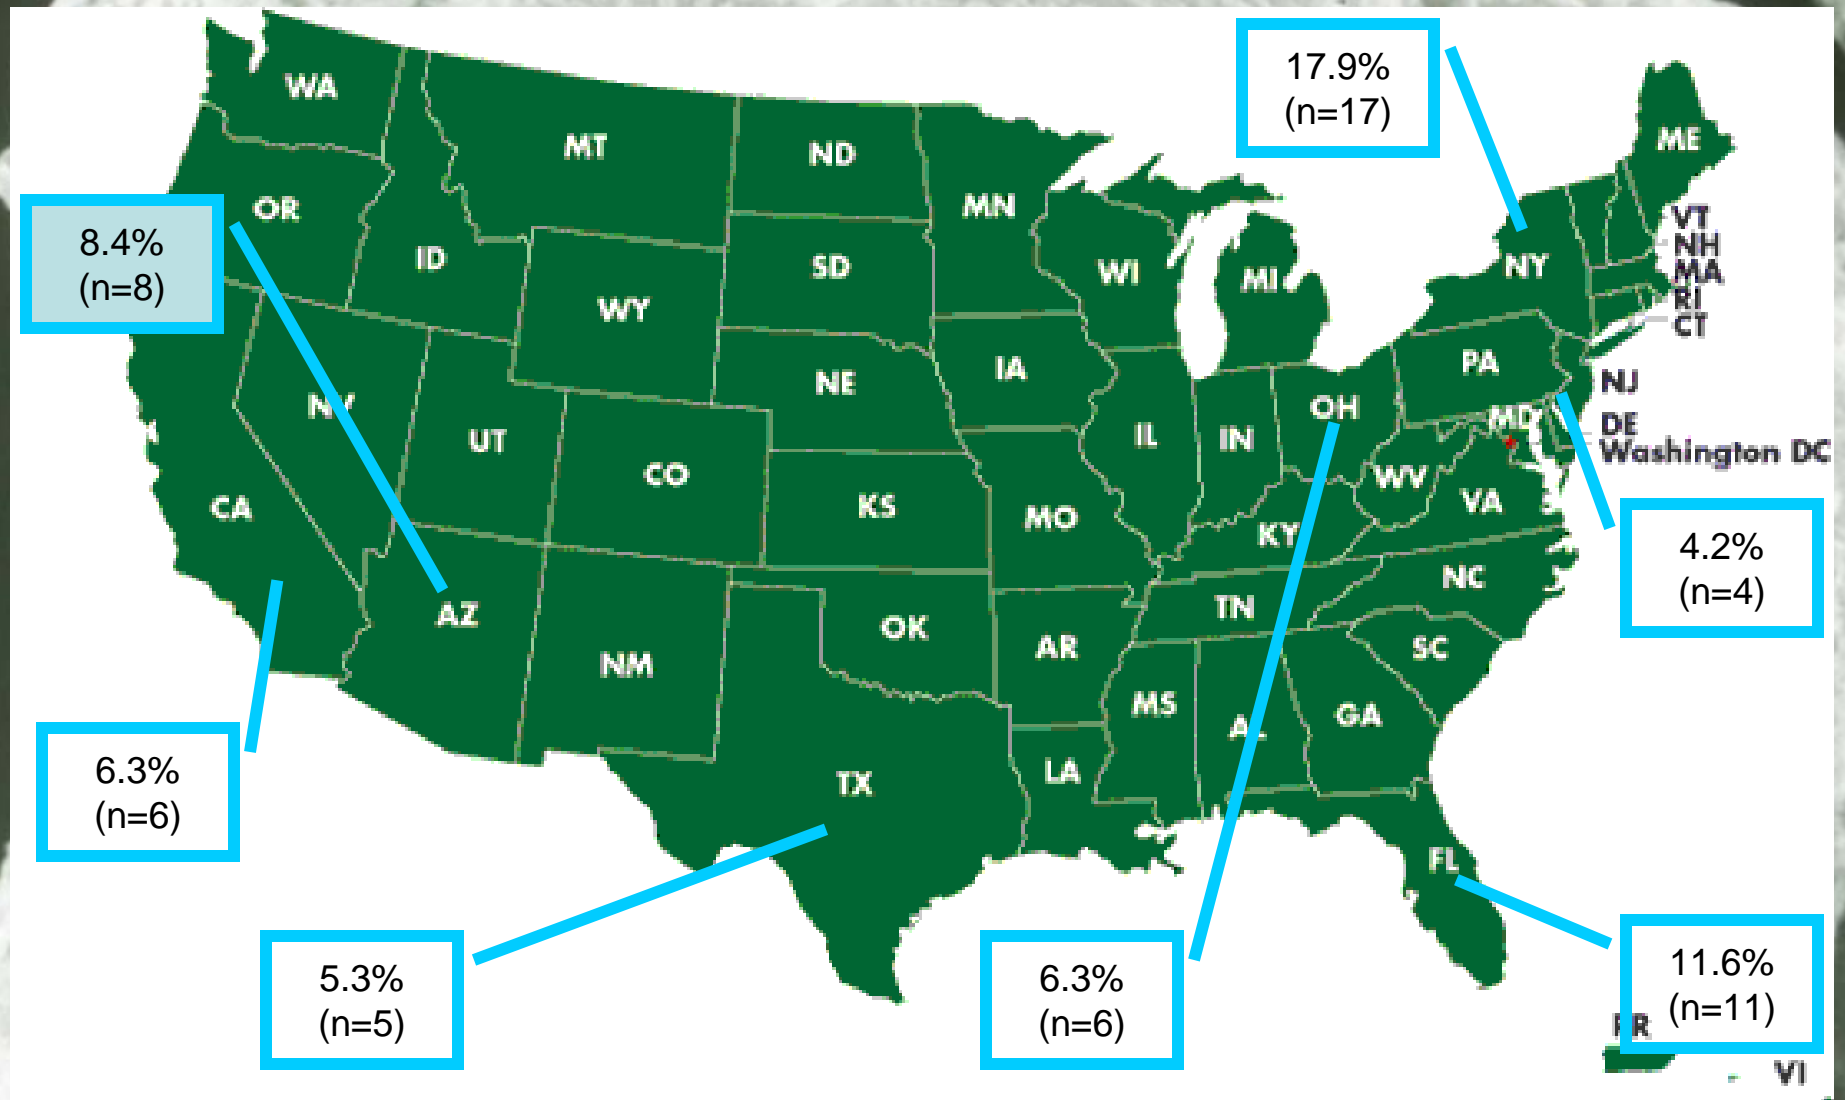 17.9%
(n=17)
WA
MT
ND
MN
ME
OR
ID
SD
WI
MI
NY
VT
NH
MA
RI
CT
8.4%
(n=8)
WY
IA
PA
NE
NV
UT
CO
IL
IN
OH
NJ
MD
DE
Washington DC
CA
KS
MO
WV
VA
KY
4.2%
(n=4)
AZ
NM
OK
AR
TN
NC
SC
MS
AL
GA
6.3%
(n=6)
TX
LA
FL
5.3%
(n=5)
6.3%
(n=6)
11.6%
(n=11)
PR
VI